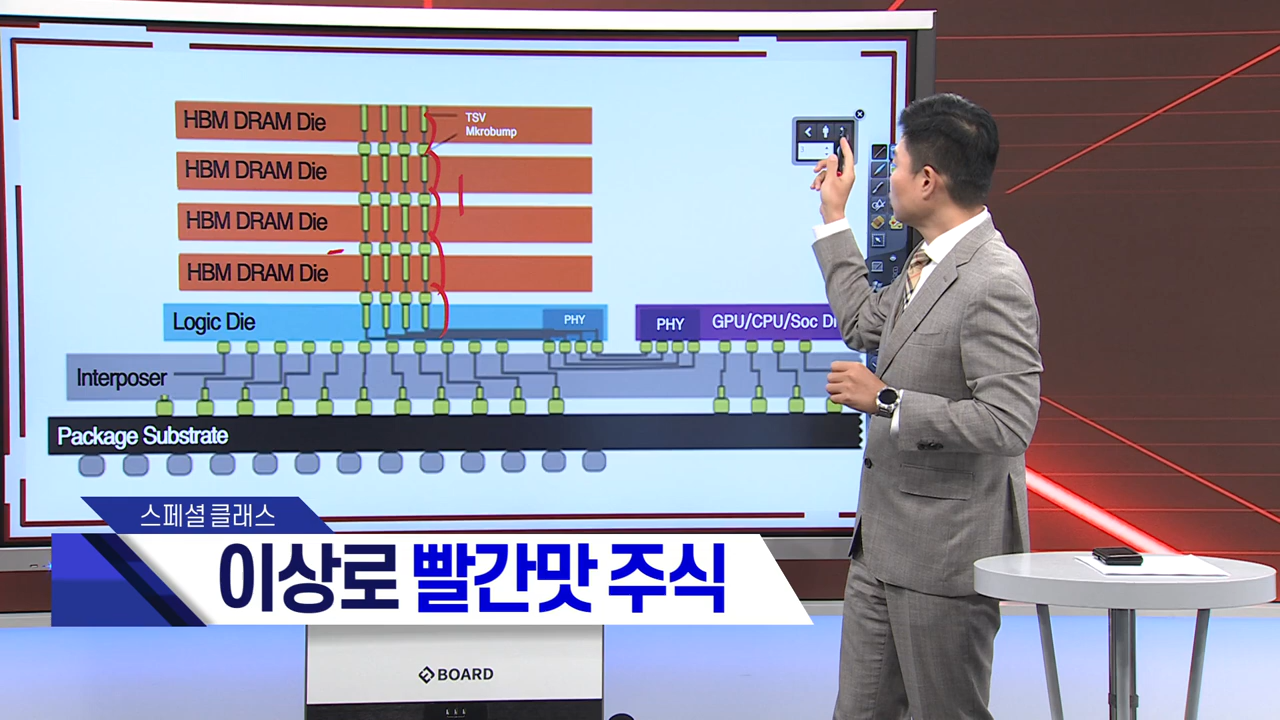 HBM DRAM Die
TSV
Mkrobump
HBM DRAM Die
HBM DRAM Die
HBM DRAM Die
Logic Die
PHY
PHY
GPU/CPU/Soc Di
Interposer
Package Substrate
스페셜 클래스
이상로 빨간맛 주식
BOARD